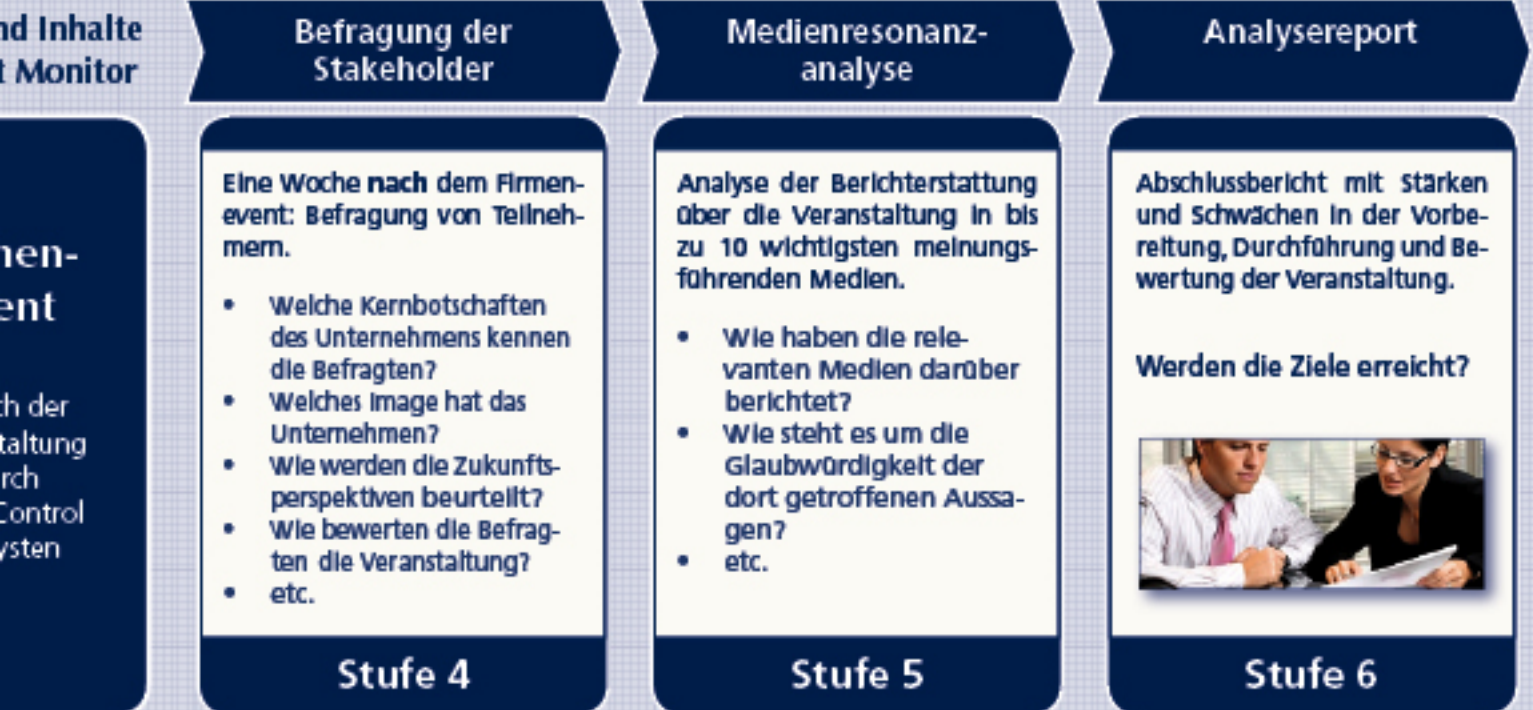 nd Inhalte
t Monitor
Befragung der
Stakeholder
Medienresonanz-
analyse
Analysereport
nen-
ent
ch der
taltung
rch
Control
ysten
Eine Woche nach dem Firmen-
event: Befragung von Teilneh-
mern.
• Welche Kernbotschaften
des Unternehmens kennen
die Befragten?
• Welches Image hat das
Unternehmen?
• Wie werden die Zukunfts-
perspektiven beurteilt?
• Wie bewerten die Befrag-
ten die Veranstaltung?
• etc.
Stufe 4
Analyse der Berichterstattung
über die Veranstaltung in bis
zu 10 wichtigsten meinungs-
führenden Medien.
• Wie haben die rele-
vanten Medien darüber
berichtet?
• Wie steht es um die
Glaubwürdigkeit der
dort getroffenen Aussa-
gen?
• etc.
Stufe 5
Abschlussbericht mit Stärken
und Schwächen in der Vorbe-
reitung, Durchführung und Be-
wertung der Veranstaltung.
Werden die Ziele erreicht?
Stufe 6